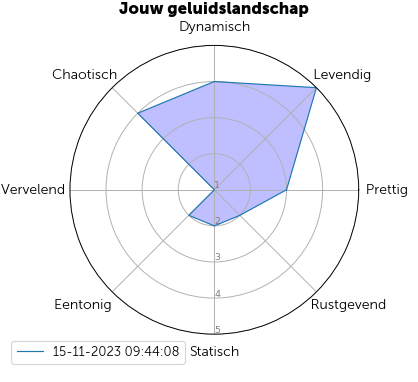 Jouw geluidslandschap
Dynamisch
Chaotisch
Levendig
Vervelend
Prettig
1
2
3
4
5
Eentonig
Rustgevend
15-11-2023 09:44:08
Statisch